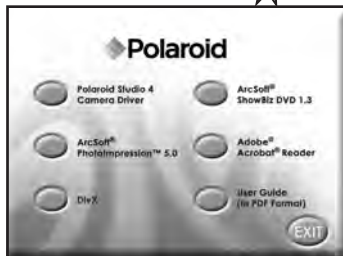 Polaroid
Polaroid Studio 4
Camera Driver
ArcSoft®
ShowBiz DVD 1.3
ArcSoft®
PhotoImpression™ 5.0
Adobe®
Acrobat® Reader
DivX
User Guide
(in PDF Format)
EXIT